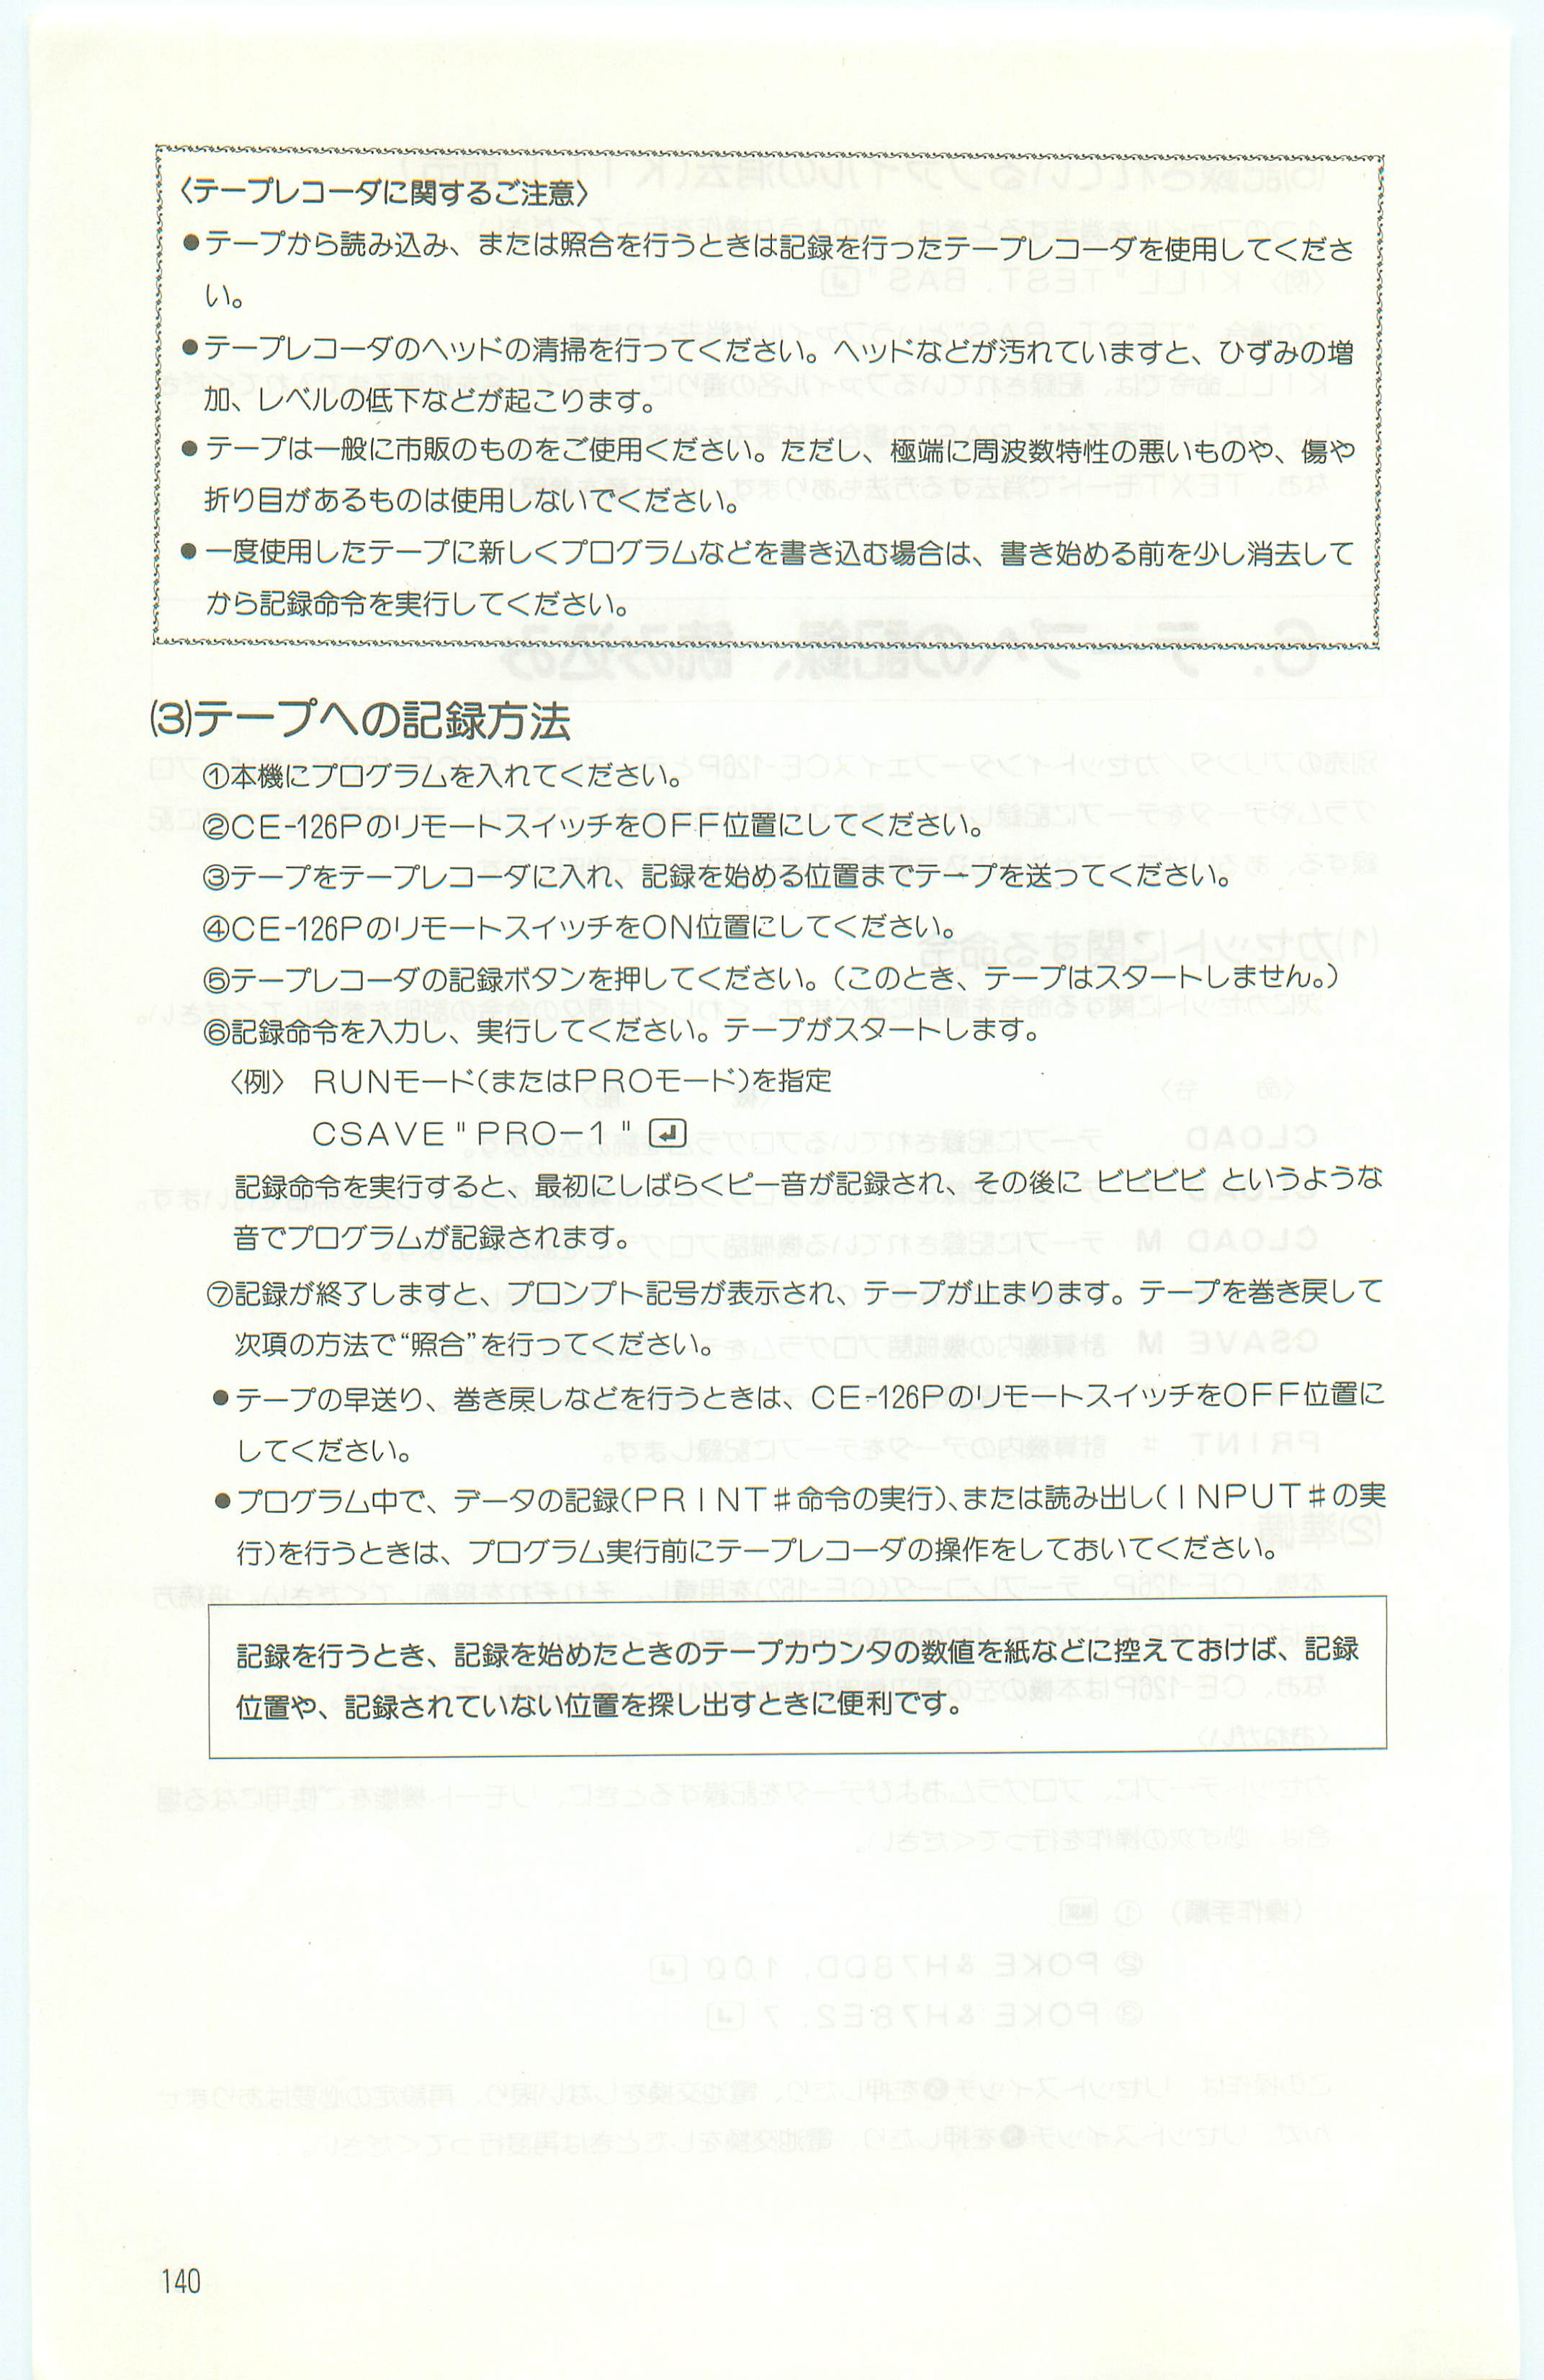 〈テープレコーダに関するご注意〉
●テープから読み込み、または照合を行うときは記録を行ったテープレコーダを使用してくださ
い。
●テープレコーダのヘッドの清掃を行ってください。ヘッドなどが汚れていますと、ひずみの増
加、レベルの低下などが起こります。
●テープは一般に市販のものをご使用ください。ただし、極端に周波数特性の悪いものや、傷や
折り目があるものは使用しないでください。
●一度使用したテープに新しくプログラムなどを書き込む場合は、書き始める前を少し消去して
から記録命令を実行してください。
(3)テープへの記録方法
①本機にプログラムを入れてください。
②CE-126PのリモートスイッチをOFF位置にしてください。
③テープをテープレコーダに入れ、記録を始める位置までテープを送ってください。
④CE-126PのリモートスイッチをON位置にしてください。
⑤テープレコーダの記録ボタンを押してください。(このとき、テープはスタートしません。)
⑥記録命令を入力し、実行してください。テープがスタートします。
〈例〉 RUNモード(またはPROモード)を指定
CSAVE"PRO-1"↵
記録命令を実行すると、最初にしばらくピー音が記録され、その後に ビビビビ というような
音でプログラムが記録されます。
⑦記録が終了しますと、プロンプト記号が表示され、テープが止まります。テープを巻き戻して
次項の方法で“照合”を行ってください。
●テープの早送り、巻き戻しなどを行うときは、CE-126PのリモートスイッチをOFF位置に
してください。
●プログラム中で、データの記録(PRINT♯命令の実行)、または読み出し(INPUT♯の実
行)を行うときは、プログラム実行前にテープレコーダの操作をしておいてください。
記録を行うとき、記録を始めたときのテープカウンタの数値を紙などに控えておけば、記録
位置や、記録されていない位置を探し出すときに便利です。
140